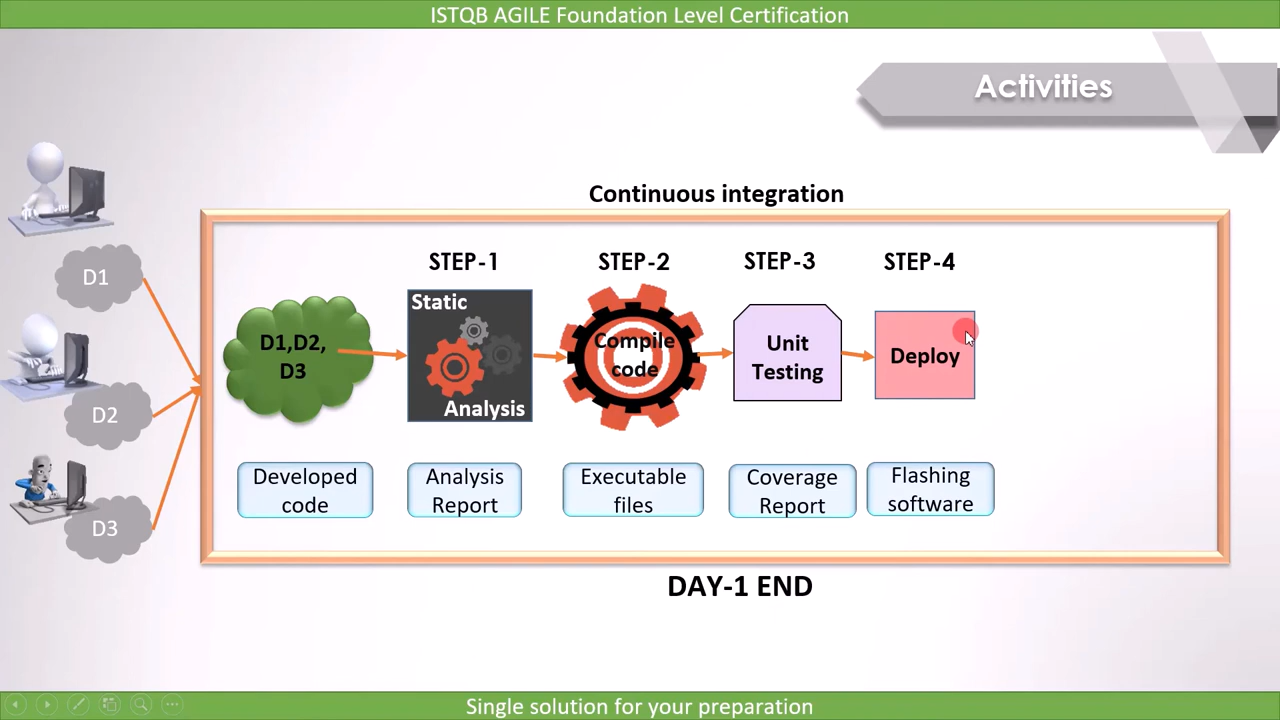 ISTQB AGILE Foundation Level Certification
Activities
Continuous integration
STEP-1
STEP-2
STEP-3
STEP-4
D1
D2
D3
D1,D2,
D3
Static
Analysis
Compile
code
Unit
Testing
Deploy
Developed
code
Analysis
Report
Executable
files
Coverage
Report
Flashing
software
DAY-1 END
Single solution for your preparation